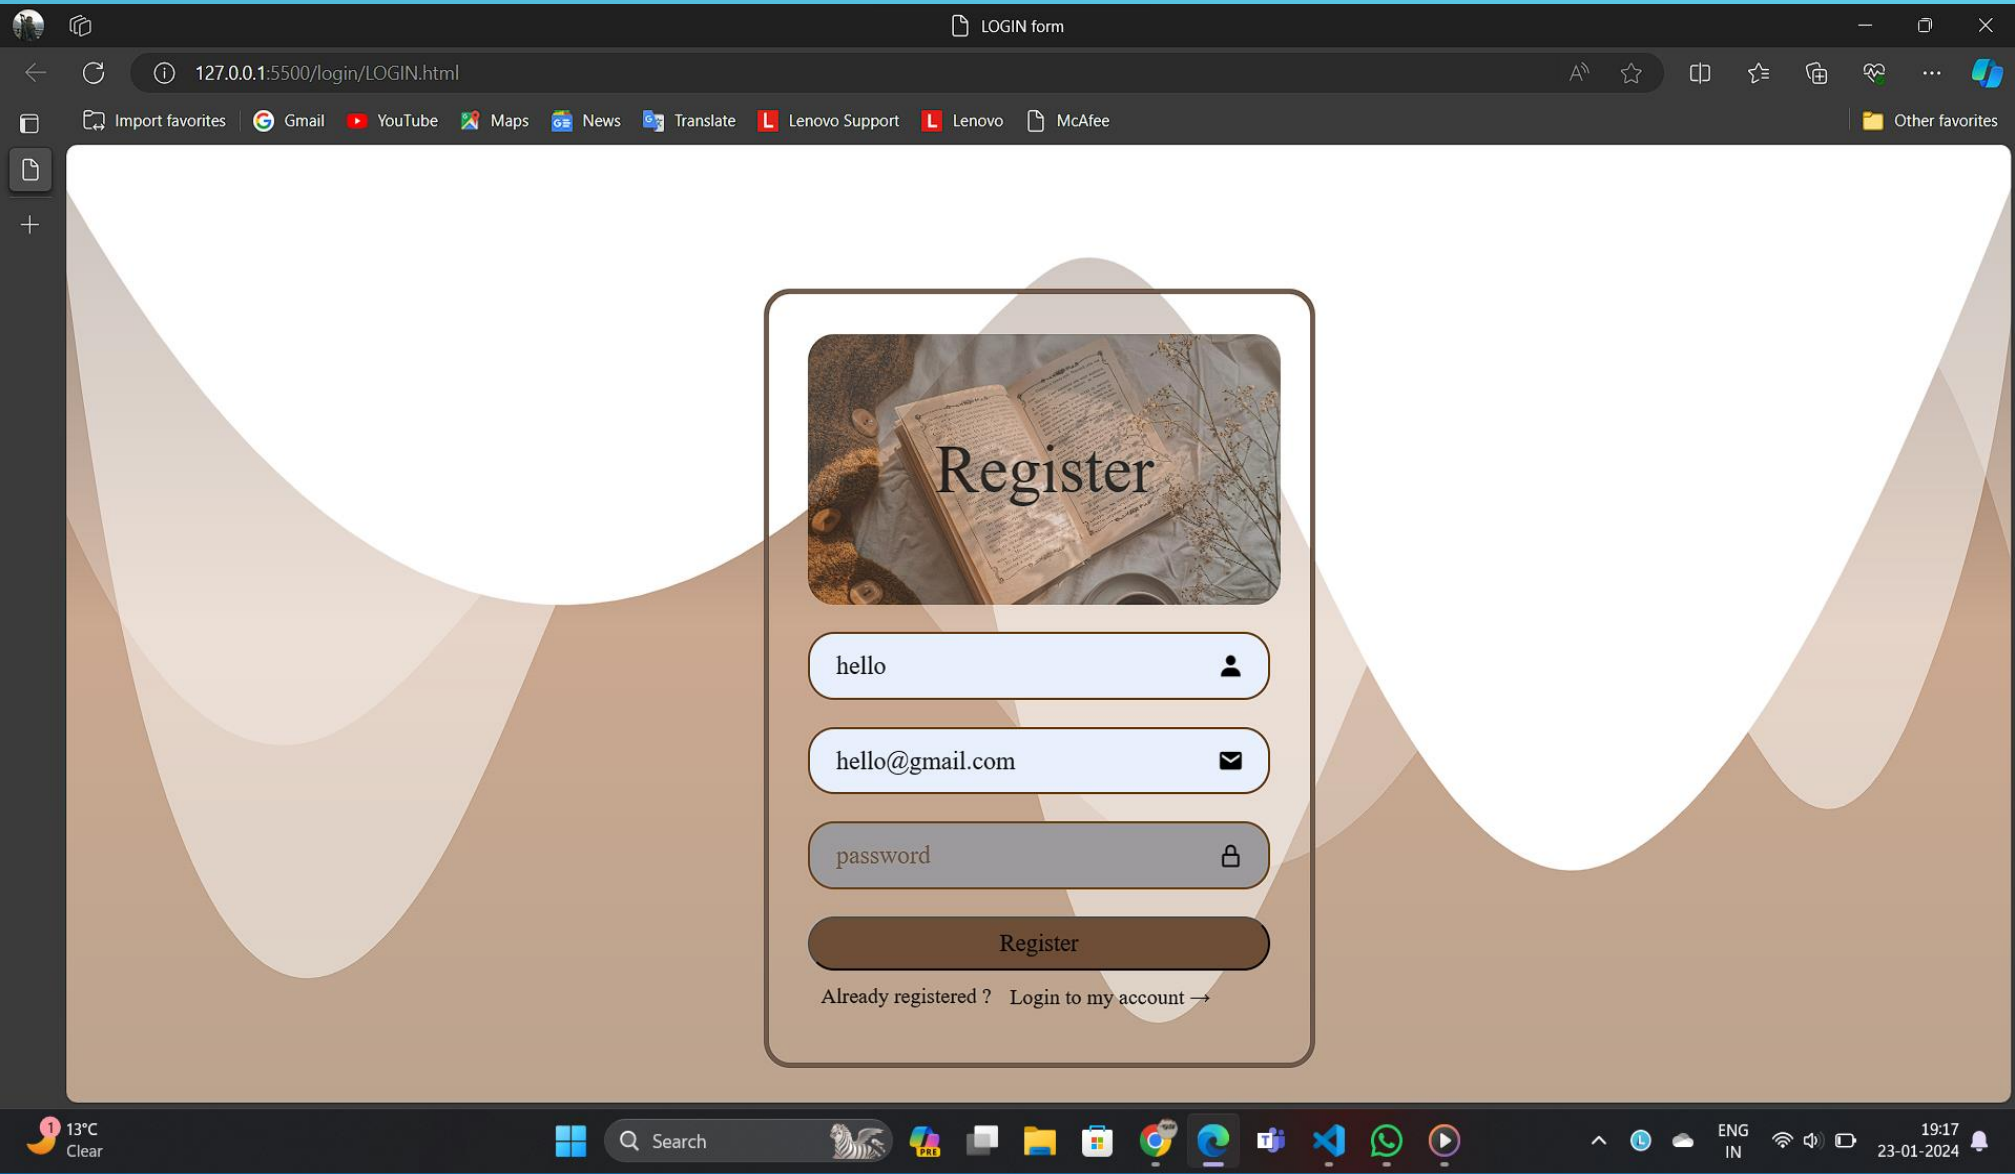 LOGIN form
127.0.0.1:5500/login/LOGIN.html
Import favorites Gmail YouTube Maps News Translate Lenovo Support Lenovo McAfee Other favorites
Register
hello
hello@gmail.com
password
Register
Already registered ? Login to my account →
1 13°C
Clear
Search
PRE
ENG
IN
19:17
23-01-2024